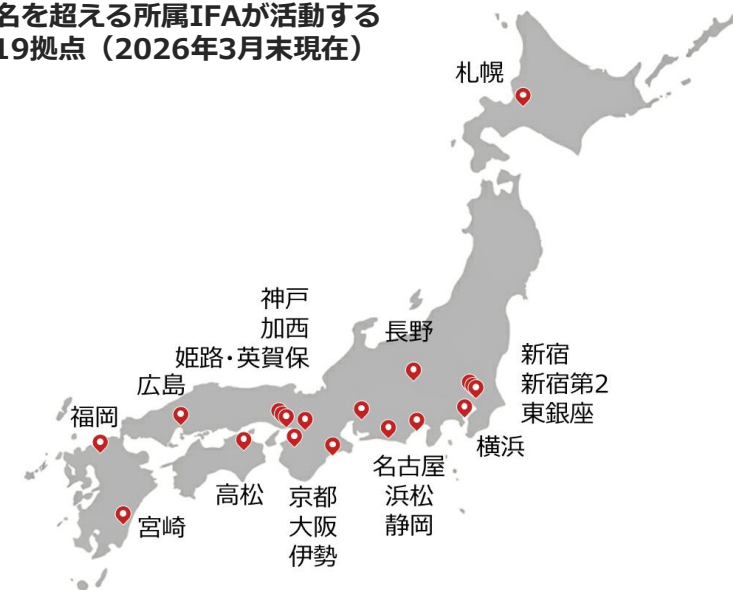 名を超える所属IFAが活動する
19拠点（2026年3月末現在）
札幌
神戸
加西
姫路・英賀保
長野
広島
新宿
新宿第2
東銀座
福岡
横浜
名古屋
浜松
静岡
高松
京都
大阪
伊勢
宮崎